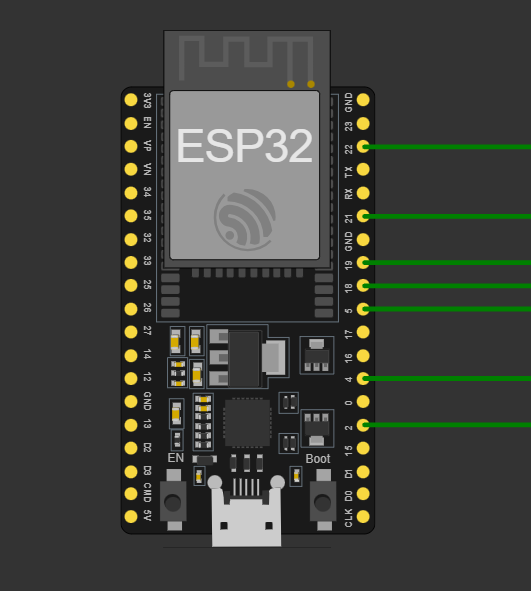 ESP32
3V3
EN
VP
VN
34
35
32
33
25
26
27
14
12
GND
13
D2
D3
CMD
5V
GND
23
22
TX
RX
21
GND
19
18
5
17
16
4
0
2
15
D1
D0
CLK
EN
Boot